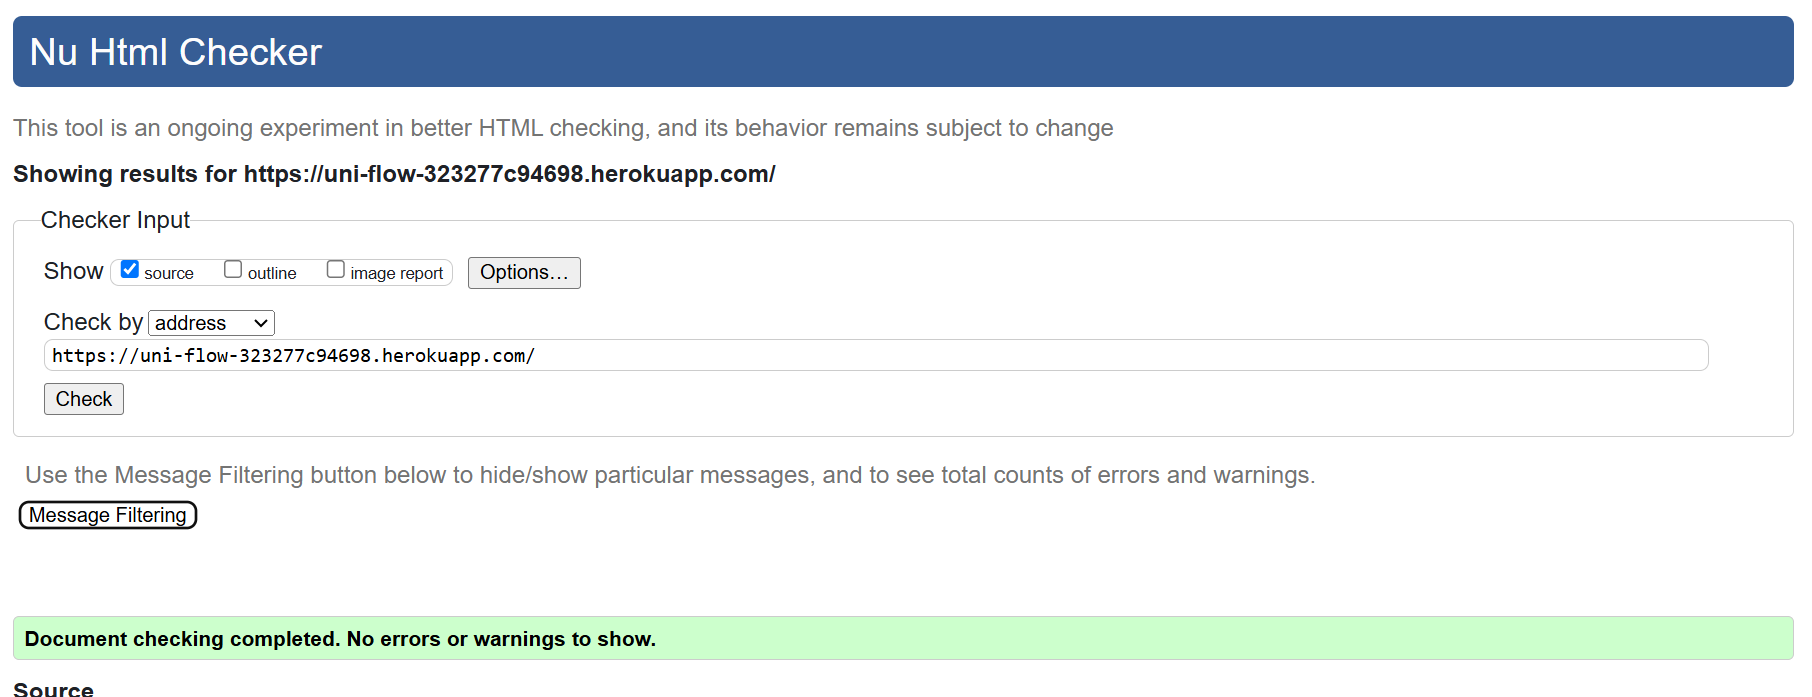 Nu Html Checker
This tool is an ongoing experiment in better HTML checking, and its behavior remains subject to change
Showing results for https://uni-flow-323277c94698.herokuapp.com/
Checker Input
Show source outline image report Options...
Check by address
https://uni-flow-323277c94698.herokuapp.com/
Check
Use the Message Filtering button below to hide/show particular messages, and to see total counts of errors and warnings.
Message Filtering
Document checking completed. No errors or warnings to show.
Source